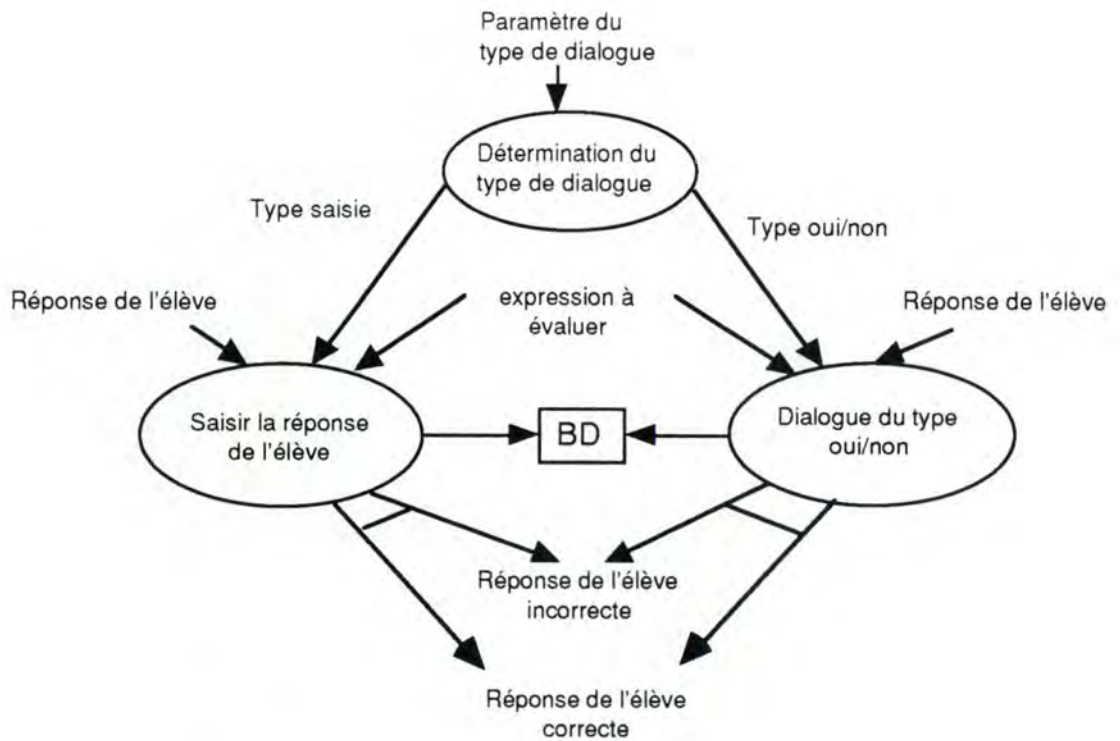 Paramètre du
type de dialogue
Détermination du
type de dialogue
Type saisie
Type oui/non
Réponse de l'élève
expression à
évaluer
Réponse de l'élève
Saisir la réponse
de l'élève
BD
Dialogue du type
oui/non
Réponse de l'élève
incorrecte
Réponse de l'élève
correcte